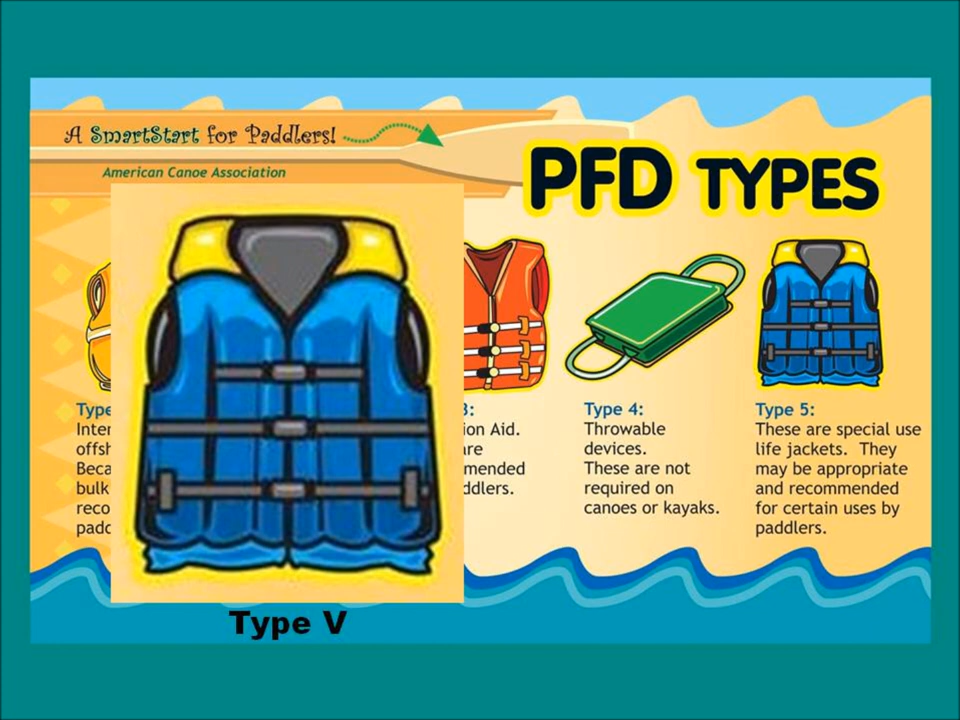 A SmartStart for Paddlers!
American Canoe Association
PFD TYPES
Type
Inter
offsh
Beca
bulk
reco
padd
3:
ion Aid.
are
mended
ddlers.
Type 4:
Throwable
devices.
These are not
required on
canoes or kayaks.
Type 5:
These are special use
life jackets. They
may be appropriate
and recommended
for certain uses by
paddlers.
Type V